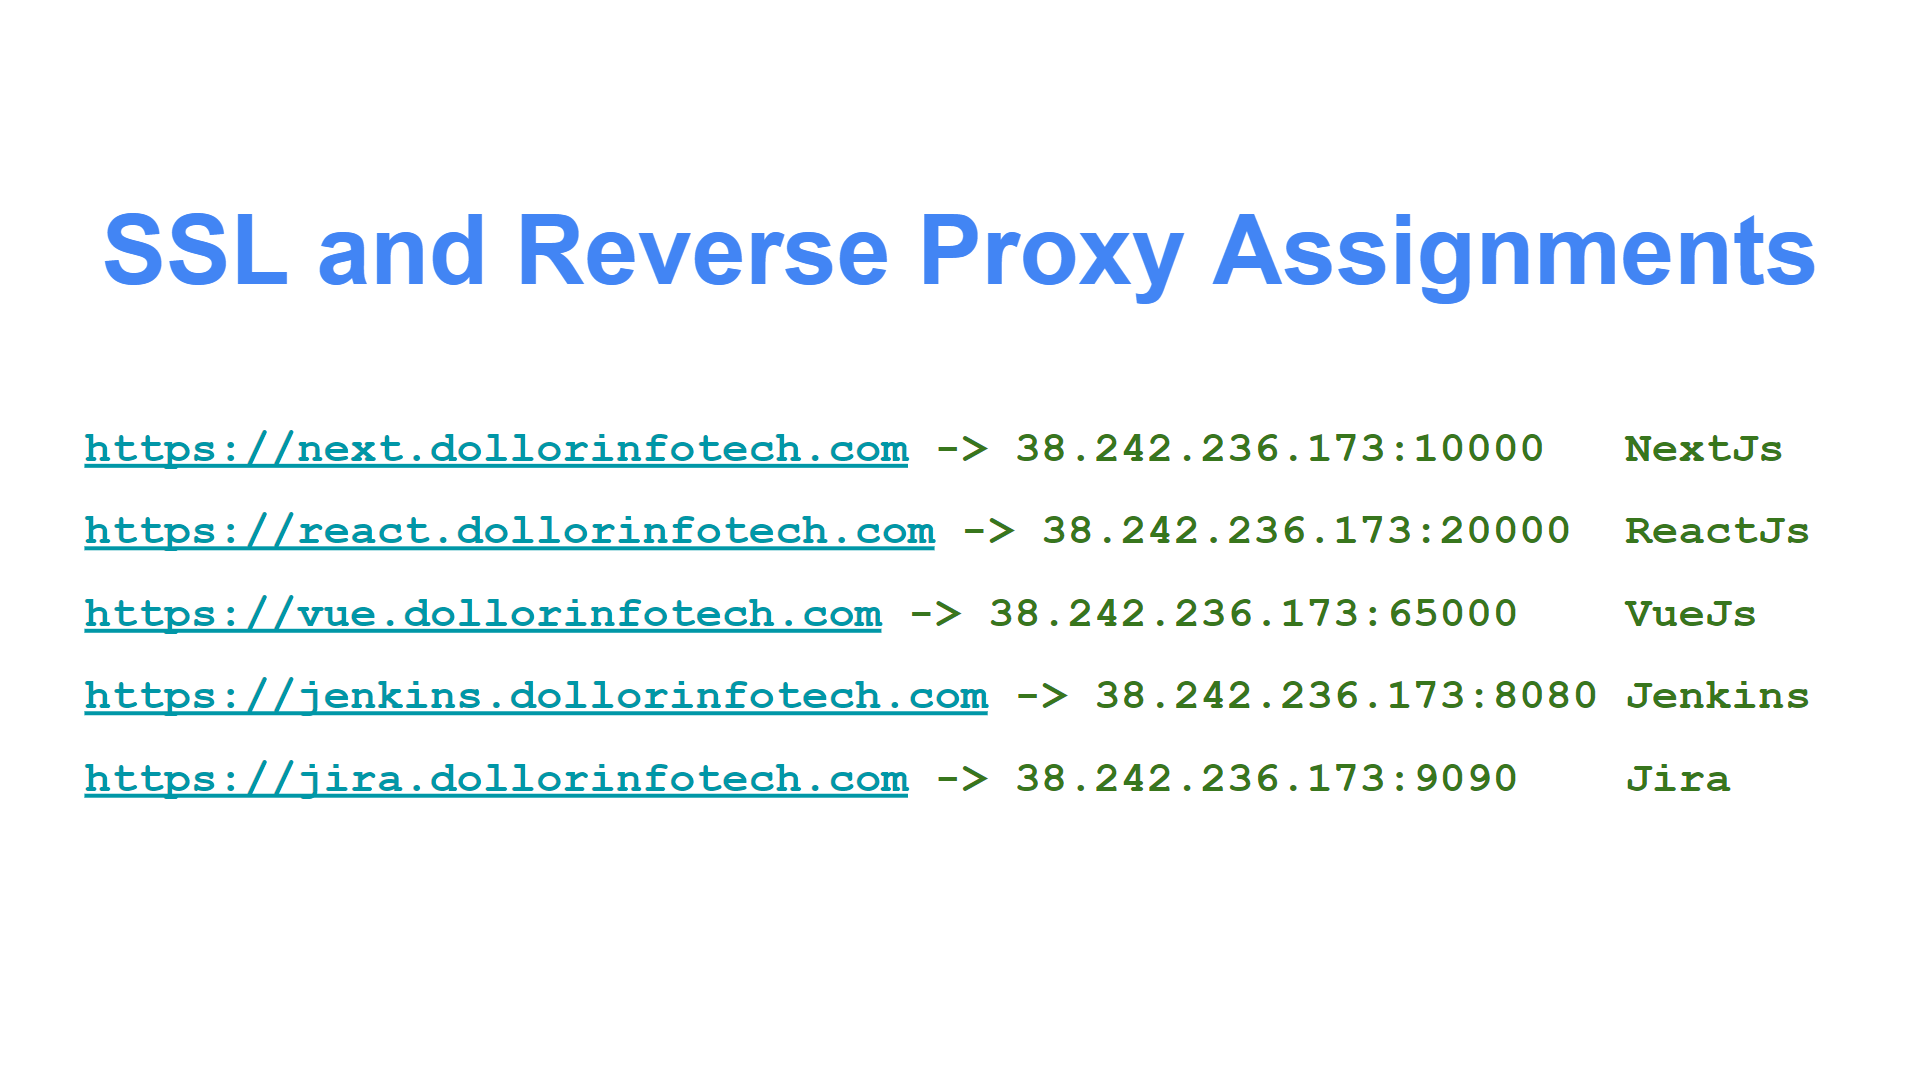 SSL and Reverse Proxy Assignments
https://next.dollorinfotech.com -> 38.242.236.173:10000 NextJs
https://react.dollorinfotech.com -> 38.242.236.173:20000 ReactJs
https://vue.dollorinfotech.com -> 38.242.236.173:65000 VueJs
https://jenkins.dollorinfotech.com -> 38.242.236.173:8080 Jenkins
https://jira.dollorinfotech.com -> 38.242.236.173:9090 Jira